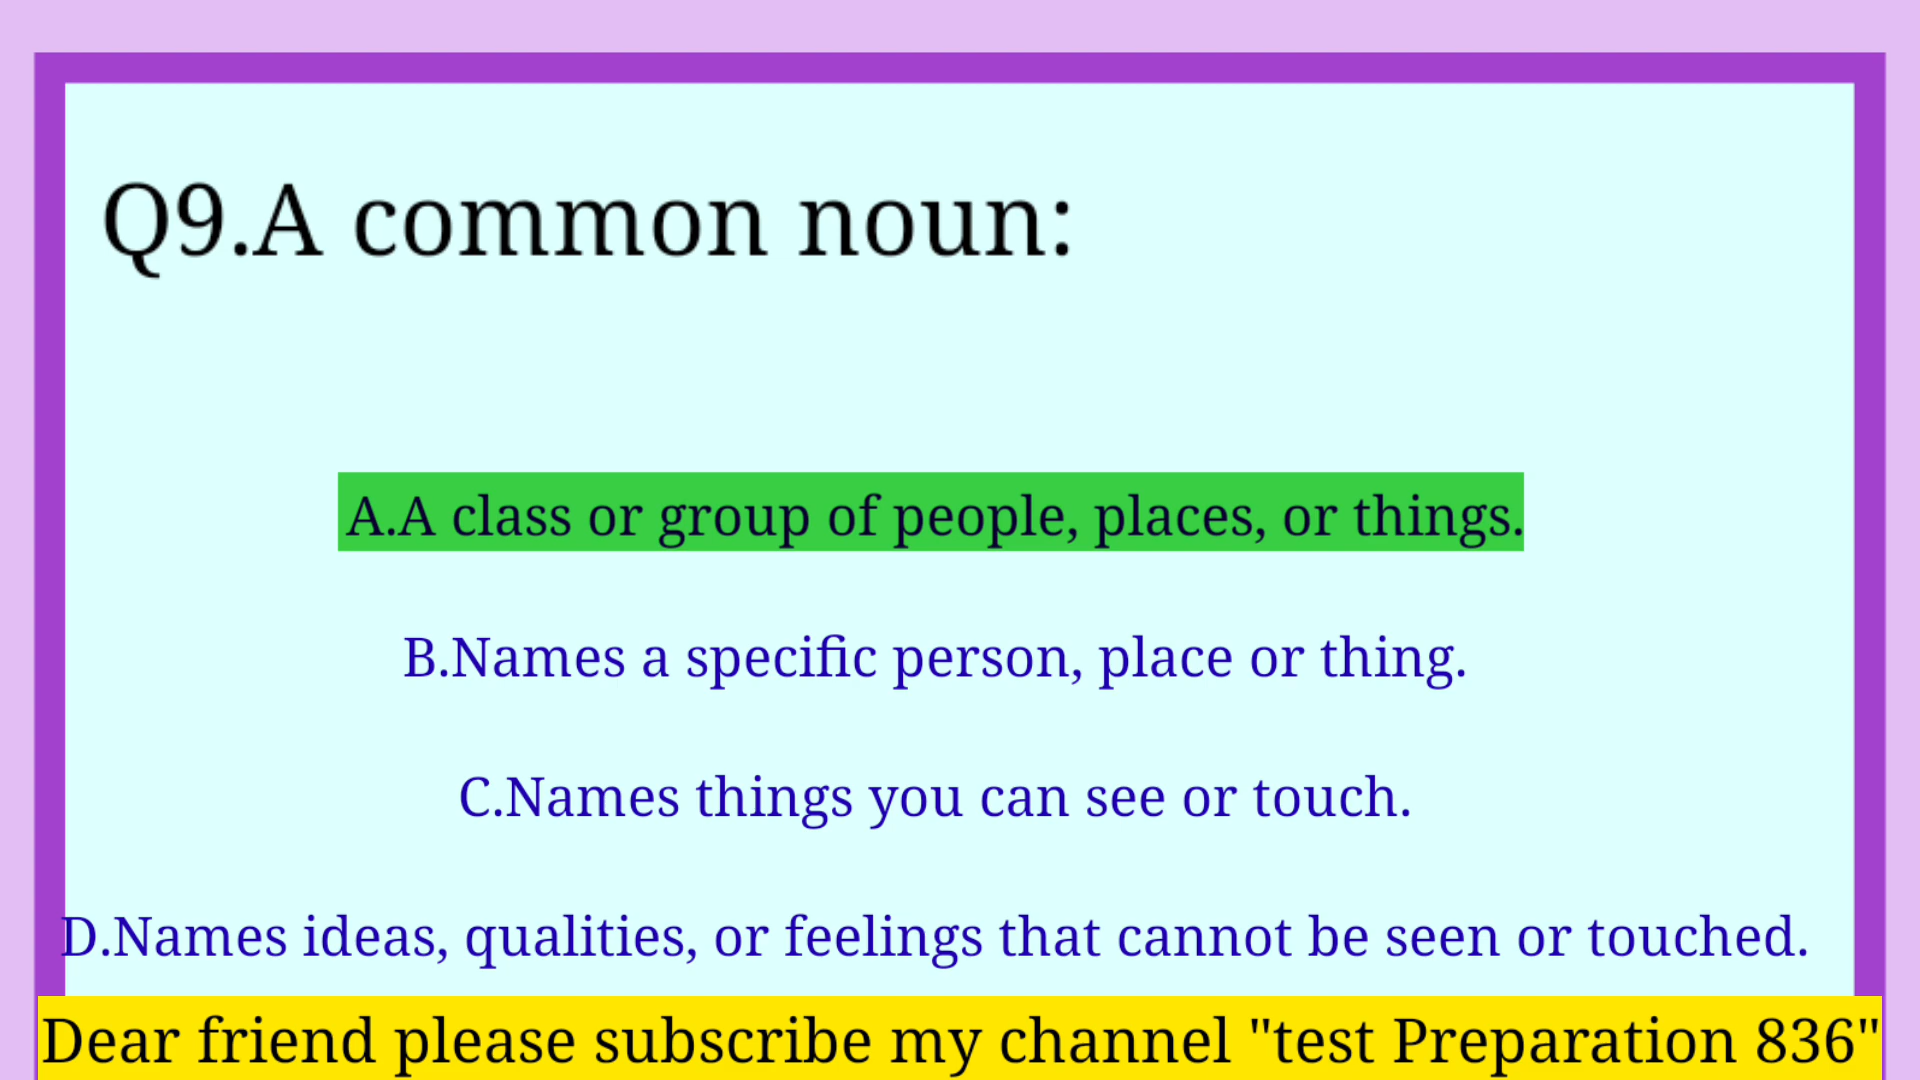 Q9.A common noun:
A.A class or group of people, places, or things.
B.Names a specific person, place or thing.
C.Names things you can see or touch.
D.Names ideas, qualities, or feelings that cannot be seen or touched.
Dear friend please subscribe my channel "test Preparation 836"